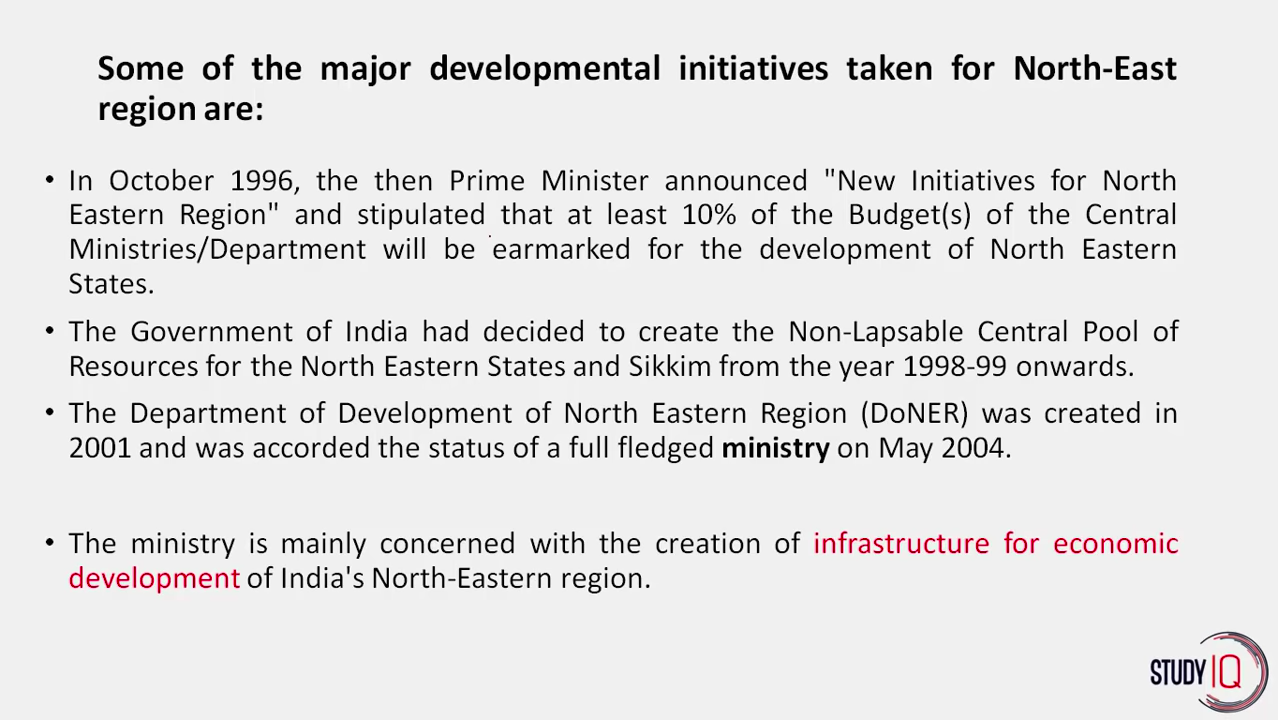 Some of the major developmental initiatives taken for North-East
region are:
• In October 1996, the then Prime Minister announced "New Initiatives for North
Eastern Region" and stipulated that at least 10% of the Budget(s) of the Central
Ministries/Department will be earmarked for the development of North Eastern
States.
• The Government of India had decided to create the Non-Lapsable Central Pool of
Resources for the North Eastern States and Sikkim from the year 1998-99 onwards.
• The Department of Development of North Eastern Region (DoNER) was created in
2001 and was accorded the status of a full fledged ministry on May 2004.
• The ministry is mainly concerned with the creation of infrastructure for economic
development of India's North-Eastern region.
STUDY IQ